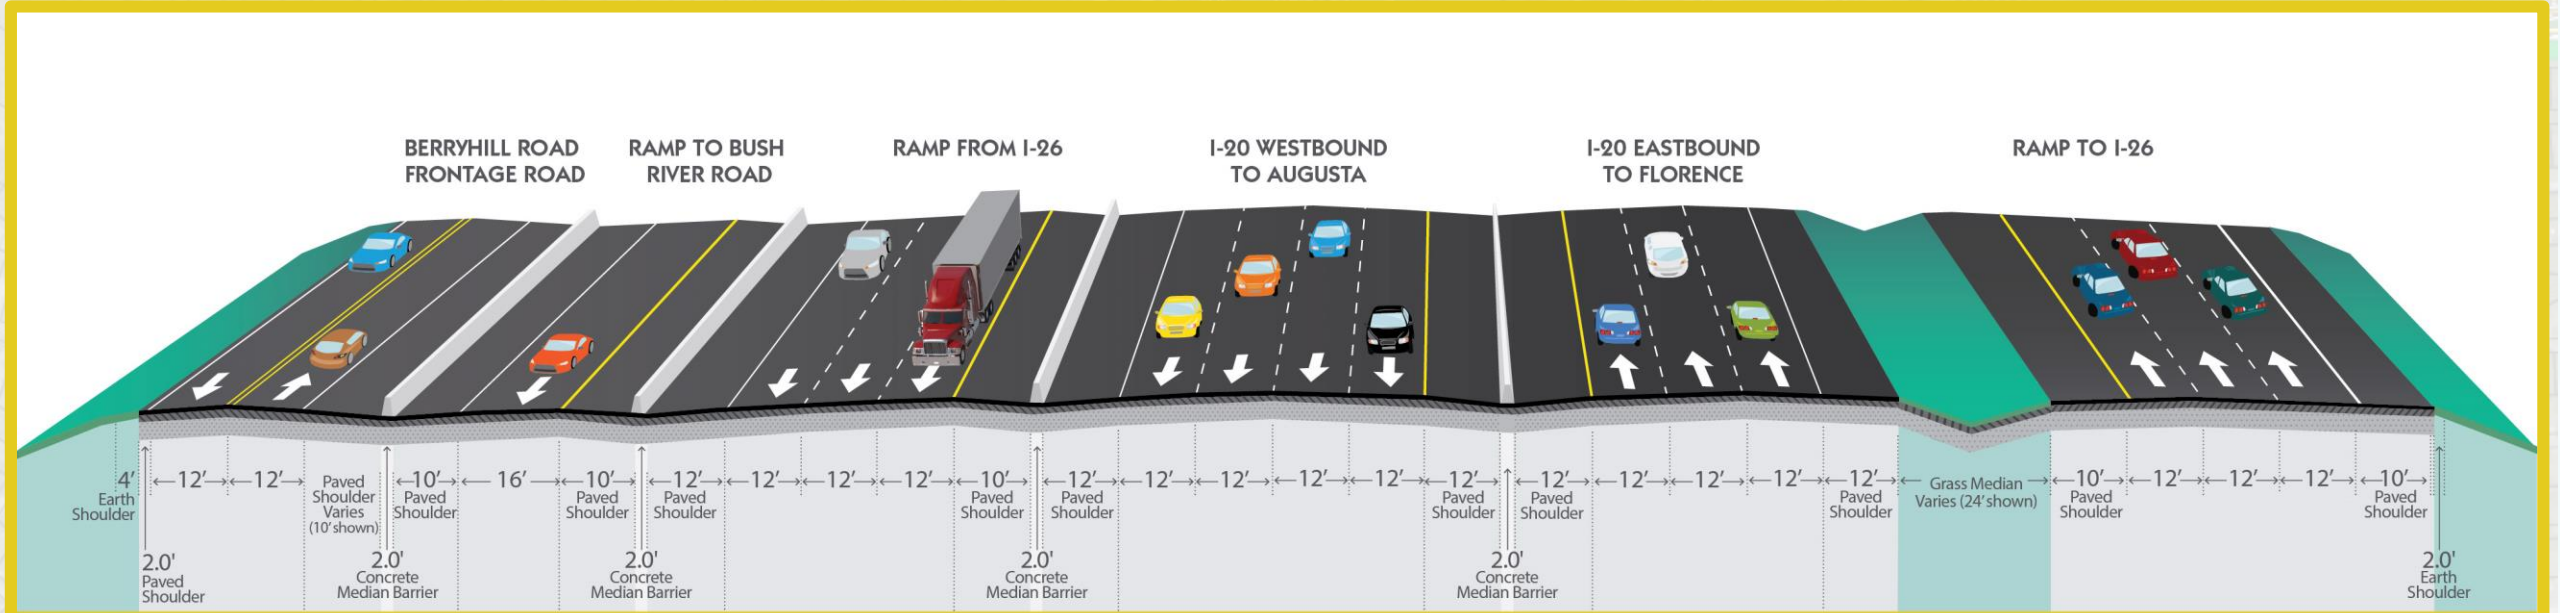 BERRYHILL ROAD
FRONTAGE ROAD
RAMP TO BUSH
RIVER ROAD
RAMP FROM I-26
I-20 WESTBOUND
TO AUGUSTA
I-20 EASTBOUND
TO FLORENCE
RAMP TO I-26
4'
Earth
Shoulder
2.0'
Paved
Shoulder
12'
12'
Paved
Shoulder
Varies
(10' shown)
2.0'
Concrete
Median Barrier
10'
Paved
Shoulder
16'
10'
Paved
Shoulder
2.0'
Concrete
Median Barrier
12'
Paved
Shoulder
12'
12'
12'
10'
Paved
Shoulder
2.0'
Concrete
Median Barrier
12'
Paved
Shoulder
12'
12'
12'
12'
12'
Paved
Shoulder
2.0'
Concrete
Median Barrier
12'
Paved
Shoulder
12'
12'
12'
12'
Paved
Shoulder
Grass Median
Varies (24' shown)
10'
Paved
Shoulder
12'
12'
12'
10'
Paved
Shoulder
2.0'
Earth
Shoulder